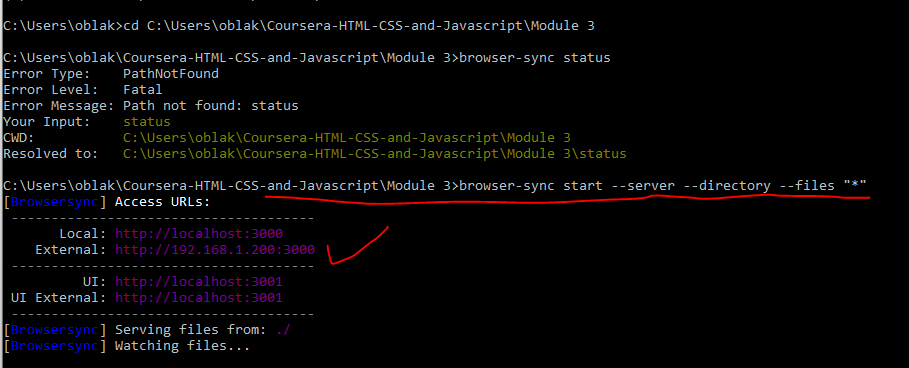 C:\Users\oblak>cd C:\Users\oblak\Coursera-HTML-CSS-and-Javascript\Module 3
C:\Users\oblak\Coursera-HTML-CSS-and-Javascript\Module 3>browser-sync status
Error Type:    PathNotFound
Error Level:   Fatal
Error Message: Path not found: status
Your Input:    status
CWD:           C:\Users\oblak\Coursera-HTML-CSS-and-Javascript\Module 3
Resolved to:   C:\Users\oblak\Coursera-HTML-CSS-and-Javascript\Module 3\status
C:\Users\oblak\Coursera-HTML-CSS-and-Javascript\Module 3>browser-sync start --server --directory --files "*"
[Browsersync] Access URLs:
--------------------------------------
Local: http://localhost:3000
External: http://192.168.1.200:3000
--------------------------------------
UI: http://localhost:3001
UI External: http://localhost:3001
--------------------------------------
[Browsersync] Serving files from: ./
[Browsersync] Watching files...